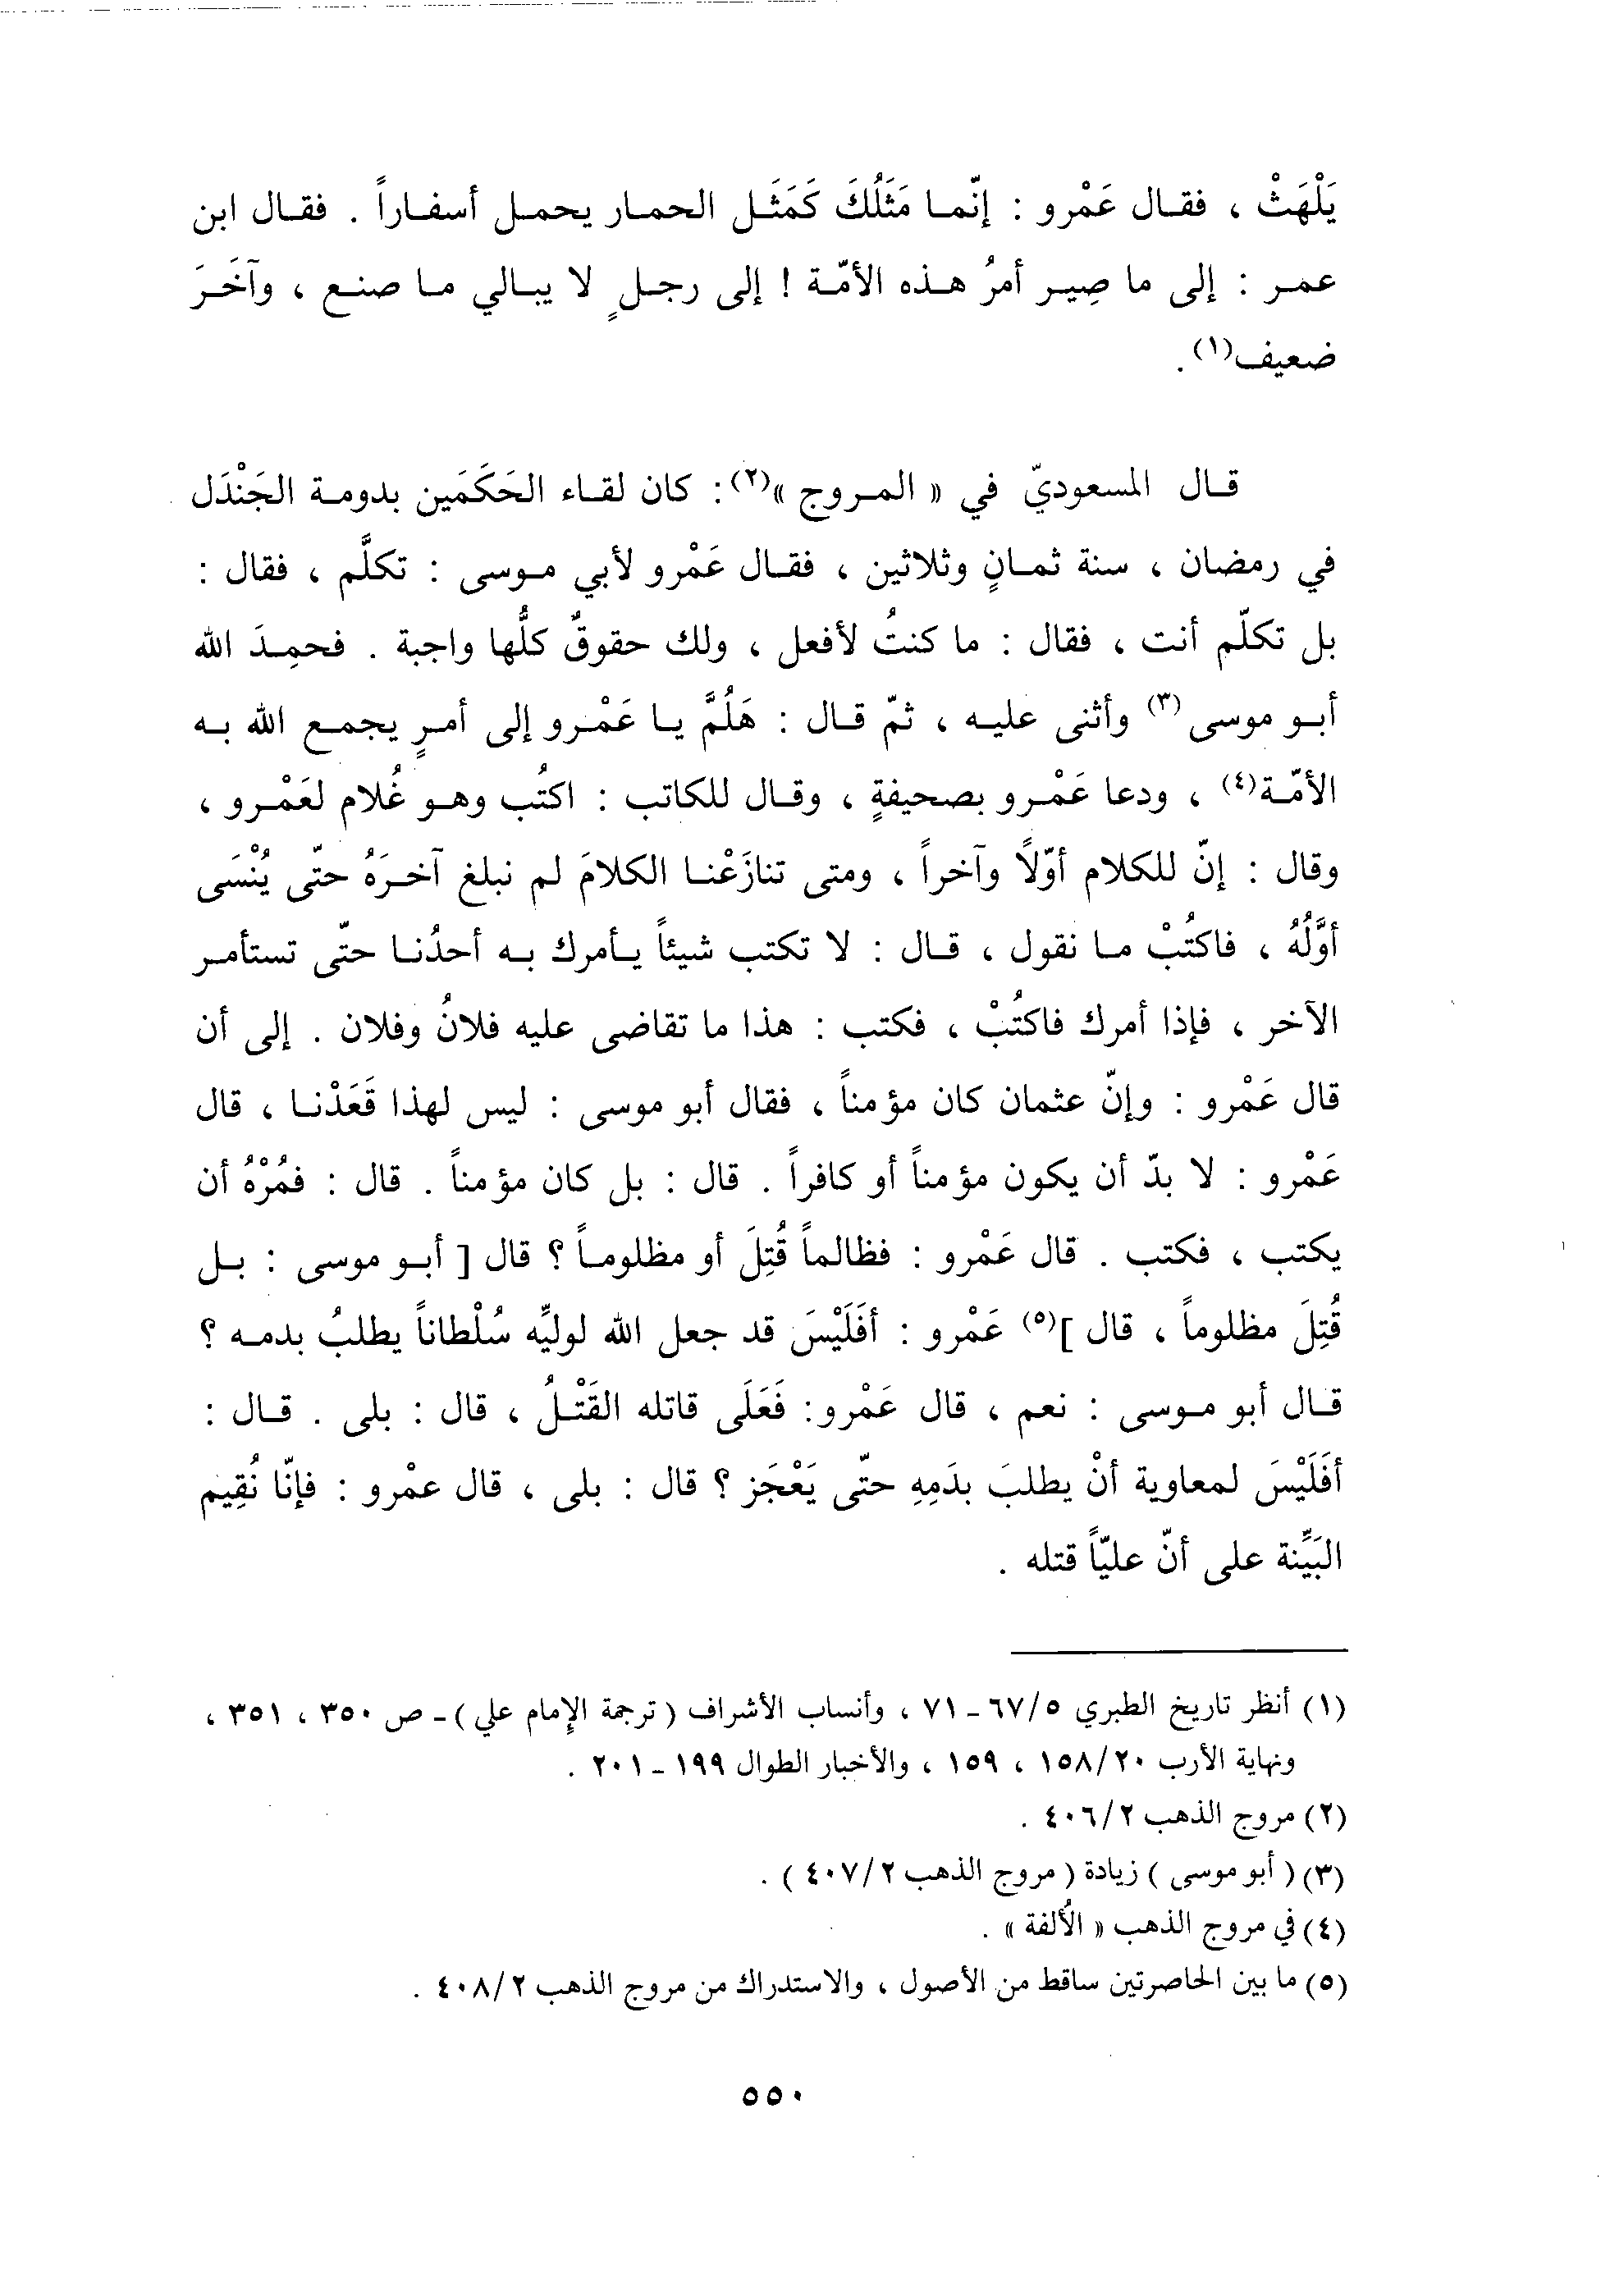 يَلْهَثْ ، فقال عَمْرو : إنّما مَثَلُكَ كَمَثَل الحمار يحمل أسفاراً . فقال ابن
عمر : إلى ما صِير أمرُ هذه الأمّة ! إلى رجلٍ لا يبالي ما صنع ، وآخَرَ
ضعيف(١) .
قال المسعوديّ في « المروج »(٢) : كان لقاء الحَكَمَين بدومة الجَنْدَل
في رمضان ، سنة ثمانٍ وثلاثين ، فقال عَمْرو لأبي موسى : تكلَّم ، فقال :
بل تكلّم أنت ، فقال : ما كنتُ لأفعل ، ولك حقوقٌ كلُّها واجبة . فحمِدَ الله
أبو موسى(٣) وأثنى عليه ، ثمّ قال : هَلُمَّ يا عَمْرو إلى أمرٍ يجمع الله به
الأمّة(٤) ، ودعا عَمْرو بصحيفةٍ ، وقال للكاتب : اكتُب وهو غُلام لعَمْرو ،
وقال : إنّ للكلام أوّلاً وآخراً ، ومتى تنازَعْنا الكلامَ لم نبلغ آخرَهُ حتّى يُنْسَى
أوَّلُهُ ، فاكتُبْ ما نقول ، قال : لا تكتب شيئاً يأمرك به أحدُنا حتّى تستأمر
الآخر ، فإذا أمرك فاكتُبْ ، فكتب : هذا ما تقاضى عليه فلانُ وفلان . إلى أن
قال عَمْرو : وإنّ عثمان كان مؤمناً ، فقال أبو موسى : ليس لهذا قَعَدْنا ، قال
عَمْرو : لا بدّ أن يكون مؤمناً أو كافراً . قال : بل كان مؤمناً . قال : فمُرْهُ أن
يكتب ، فكتب . قال عَمْرو : فظالماً قُتِلَ أو مظلوماً ؟ قال [ أبو موسى : بل
قُتِلَ مظلوماً ، قال ](٥) عَمْرو : أفَلَيْسَ قد جعل الله لوليِّه سُلْطاناً يطلبُ بدمه ؟
قال أبو موسى : نعم ، قال عَمْرو : فَعَلَى قاتله القَتْلُ ، قال : بلى . قال :
أفَلَيْسَ لمعاوية أنْ يطلبَ بدَمِهِ حتّى يَعْجَز ؟ قال : بلى ، قال عمْرو : فإنّا نُقِيم
البَيِّنة على أنّ عليّاً قتله .
(١) أنظر تاريخ الطبري ٥/٦٧ ـ ٧١ ، وأنساب الأشراف ( ترجمة الإمام علي ) ـ ص ٣٥٠ ، ٣٥١ ،
ونهاية الأرب ٢٠/١٥٨ ، ١٥٩ ، والأخبار الطوال ١٩٩ ـ ٢٠١ .
(٢) مروج الذهب ٢/٤٠٦ .
(٣) ( أبو موسى ) زيادة ( مروج الذهب ٢/٤٠٧ ) .
(٤) في مروج الذهب « الأُلفة » .
(٥) ما بين الحاصرتين ساقط من الأصول ، والاستدراك من مروج الذهب ٢/٤٠٨ .
٥٥٠